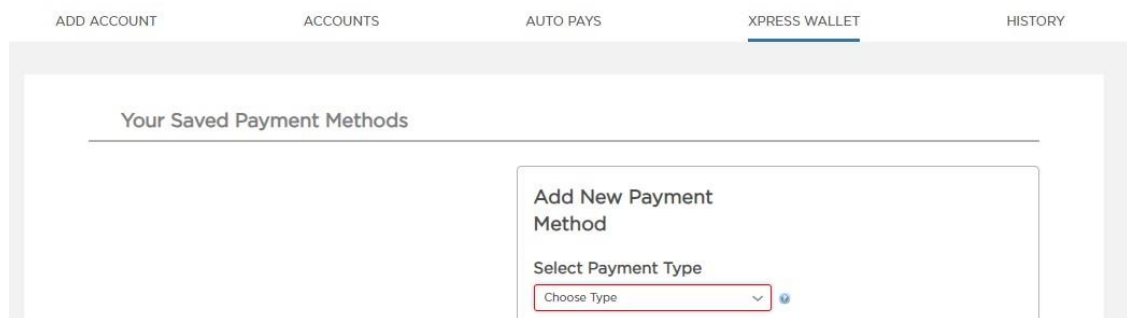 ADD ACCOUNT ACCOUNTS AUTO PAYS XPRESS WALLET HISTORY
Your Saved Payment Methods
Add New Payment
Method
Select Payment Type
Choose Type